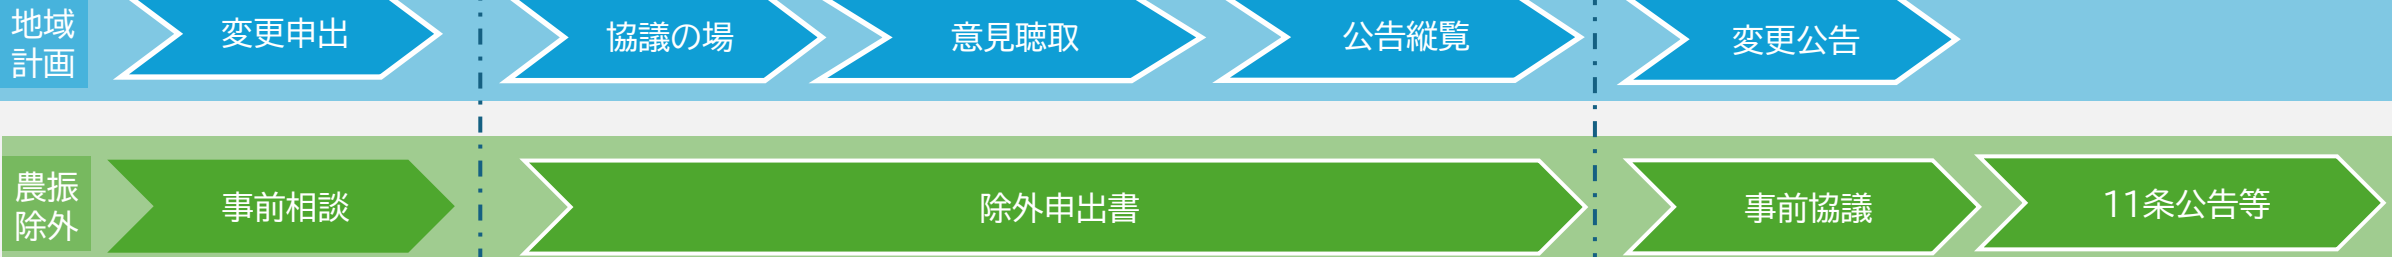 地域
計画
変更申出
協議の場
意見聴取
公告縦覧
変更公告
農振
除外
事前相談
除外申出書
事前協議
11条公告等